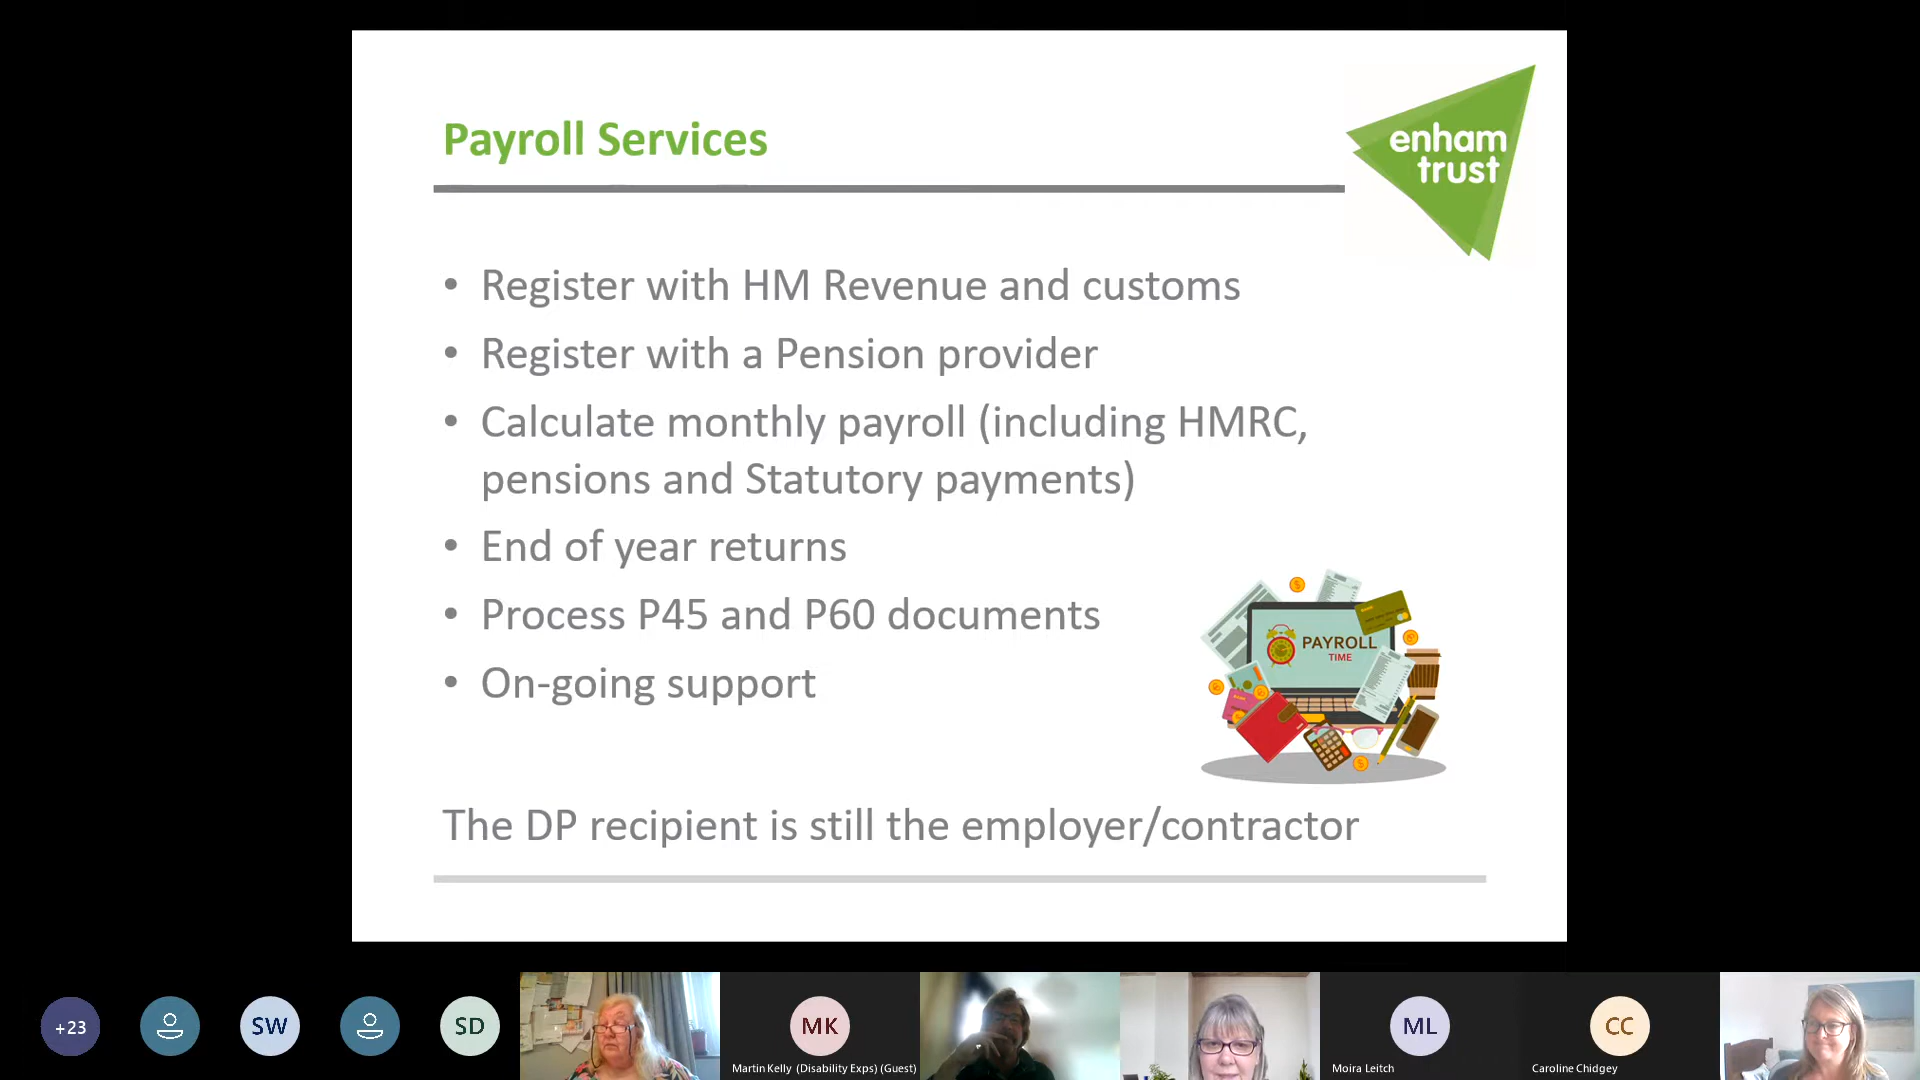 Payroll Services
enham
trust
• Register with HM Revenue and customs
• Register with a Pension provider
• Calculate monthly payroll (including HMRC,
pensions and Statutory payments)
• End of year returns
• Process P45 and P60 documents
• On-going support
PAYROLL
TIME
The DP recipient is still the employer/contractor
+23
SW
SD
MK
Martin Kelly (Disability Exps) (Guest)
ML
Moira Leitch
CC
Caroline Chidgey